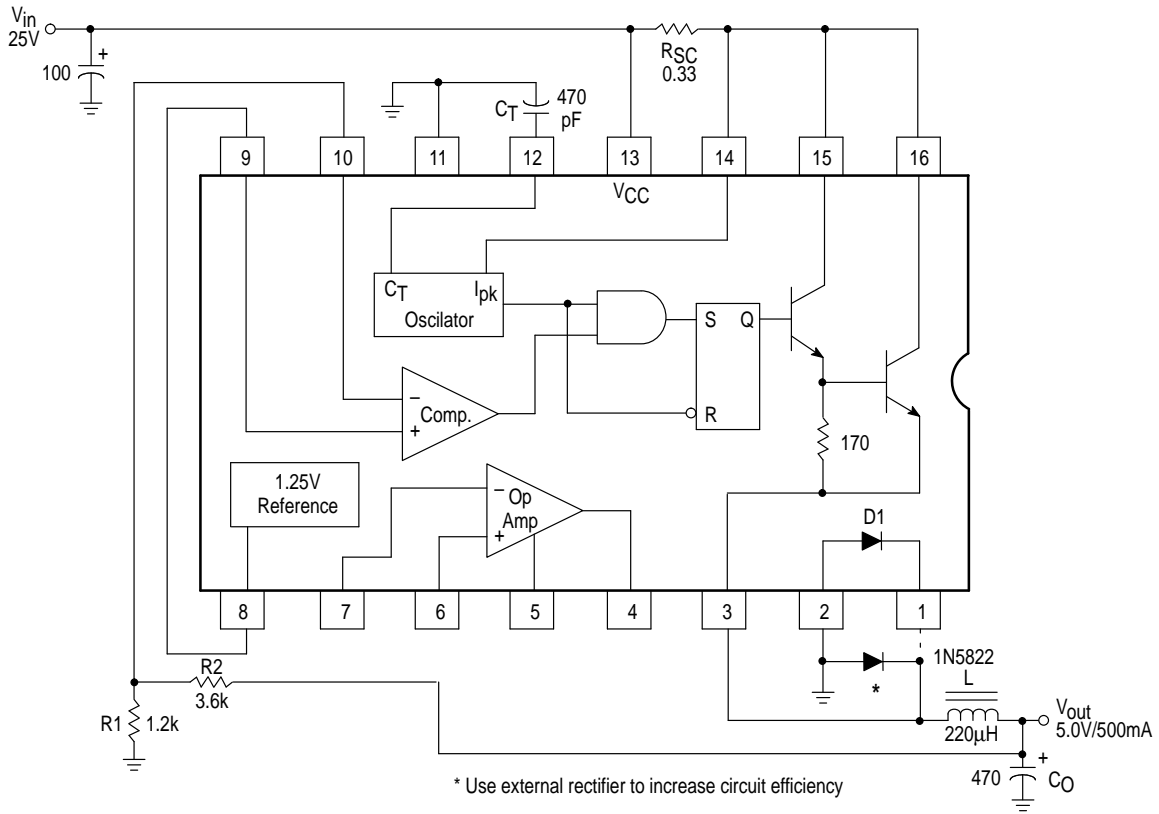 Vin
25V
100
+
RSC
0.33
CT
470
pF
+
9
10
11
12
13
14
15
16
VCC
CT
Ipk
Oscilator
S
Q
R
−
Comp.
+
170
1.25V
Reference
−
Op
Amp
+
D1
8
7
6
5
4
3
2
1
1N5822
*
L
220µH
Vout
5.0V/500mA
R2
3.6k
R1
1.2k
+
470
CO
* Use external rectifier to increase circuit efficiency